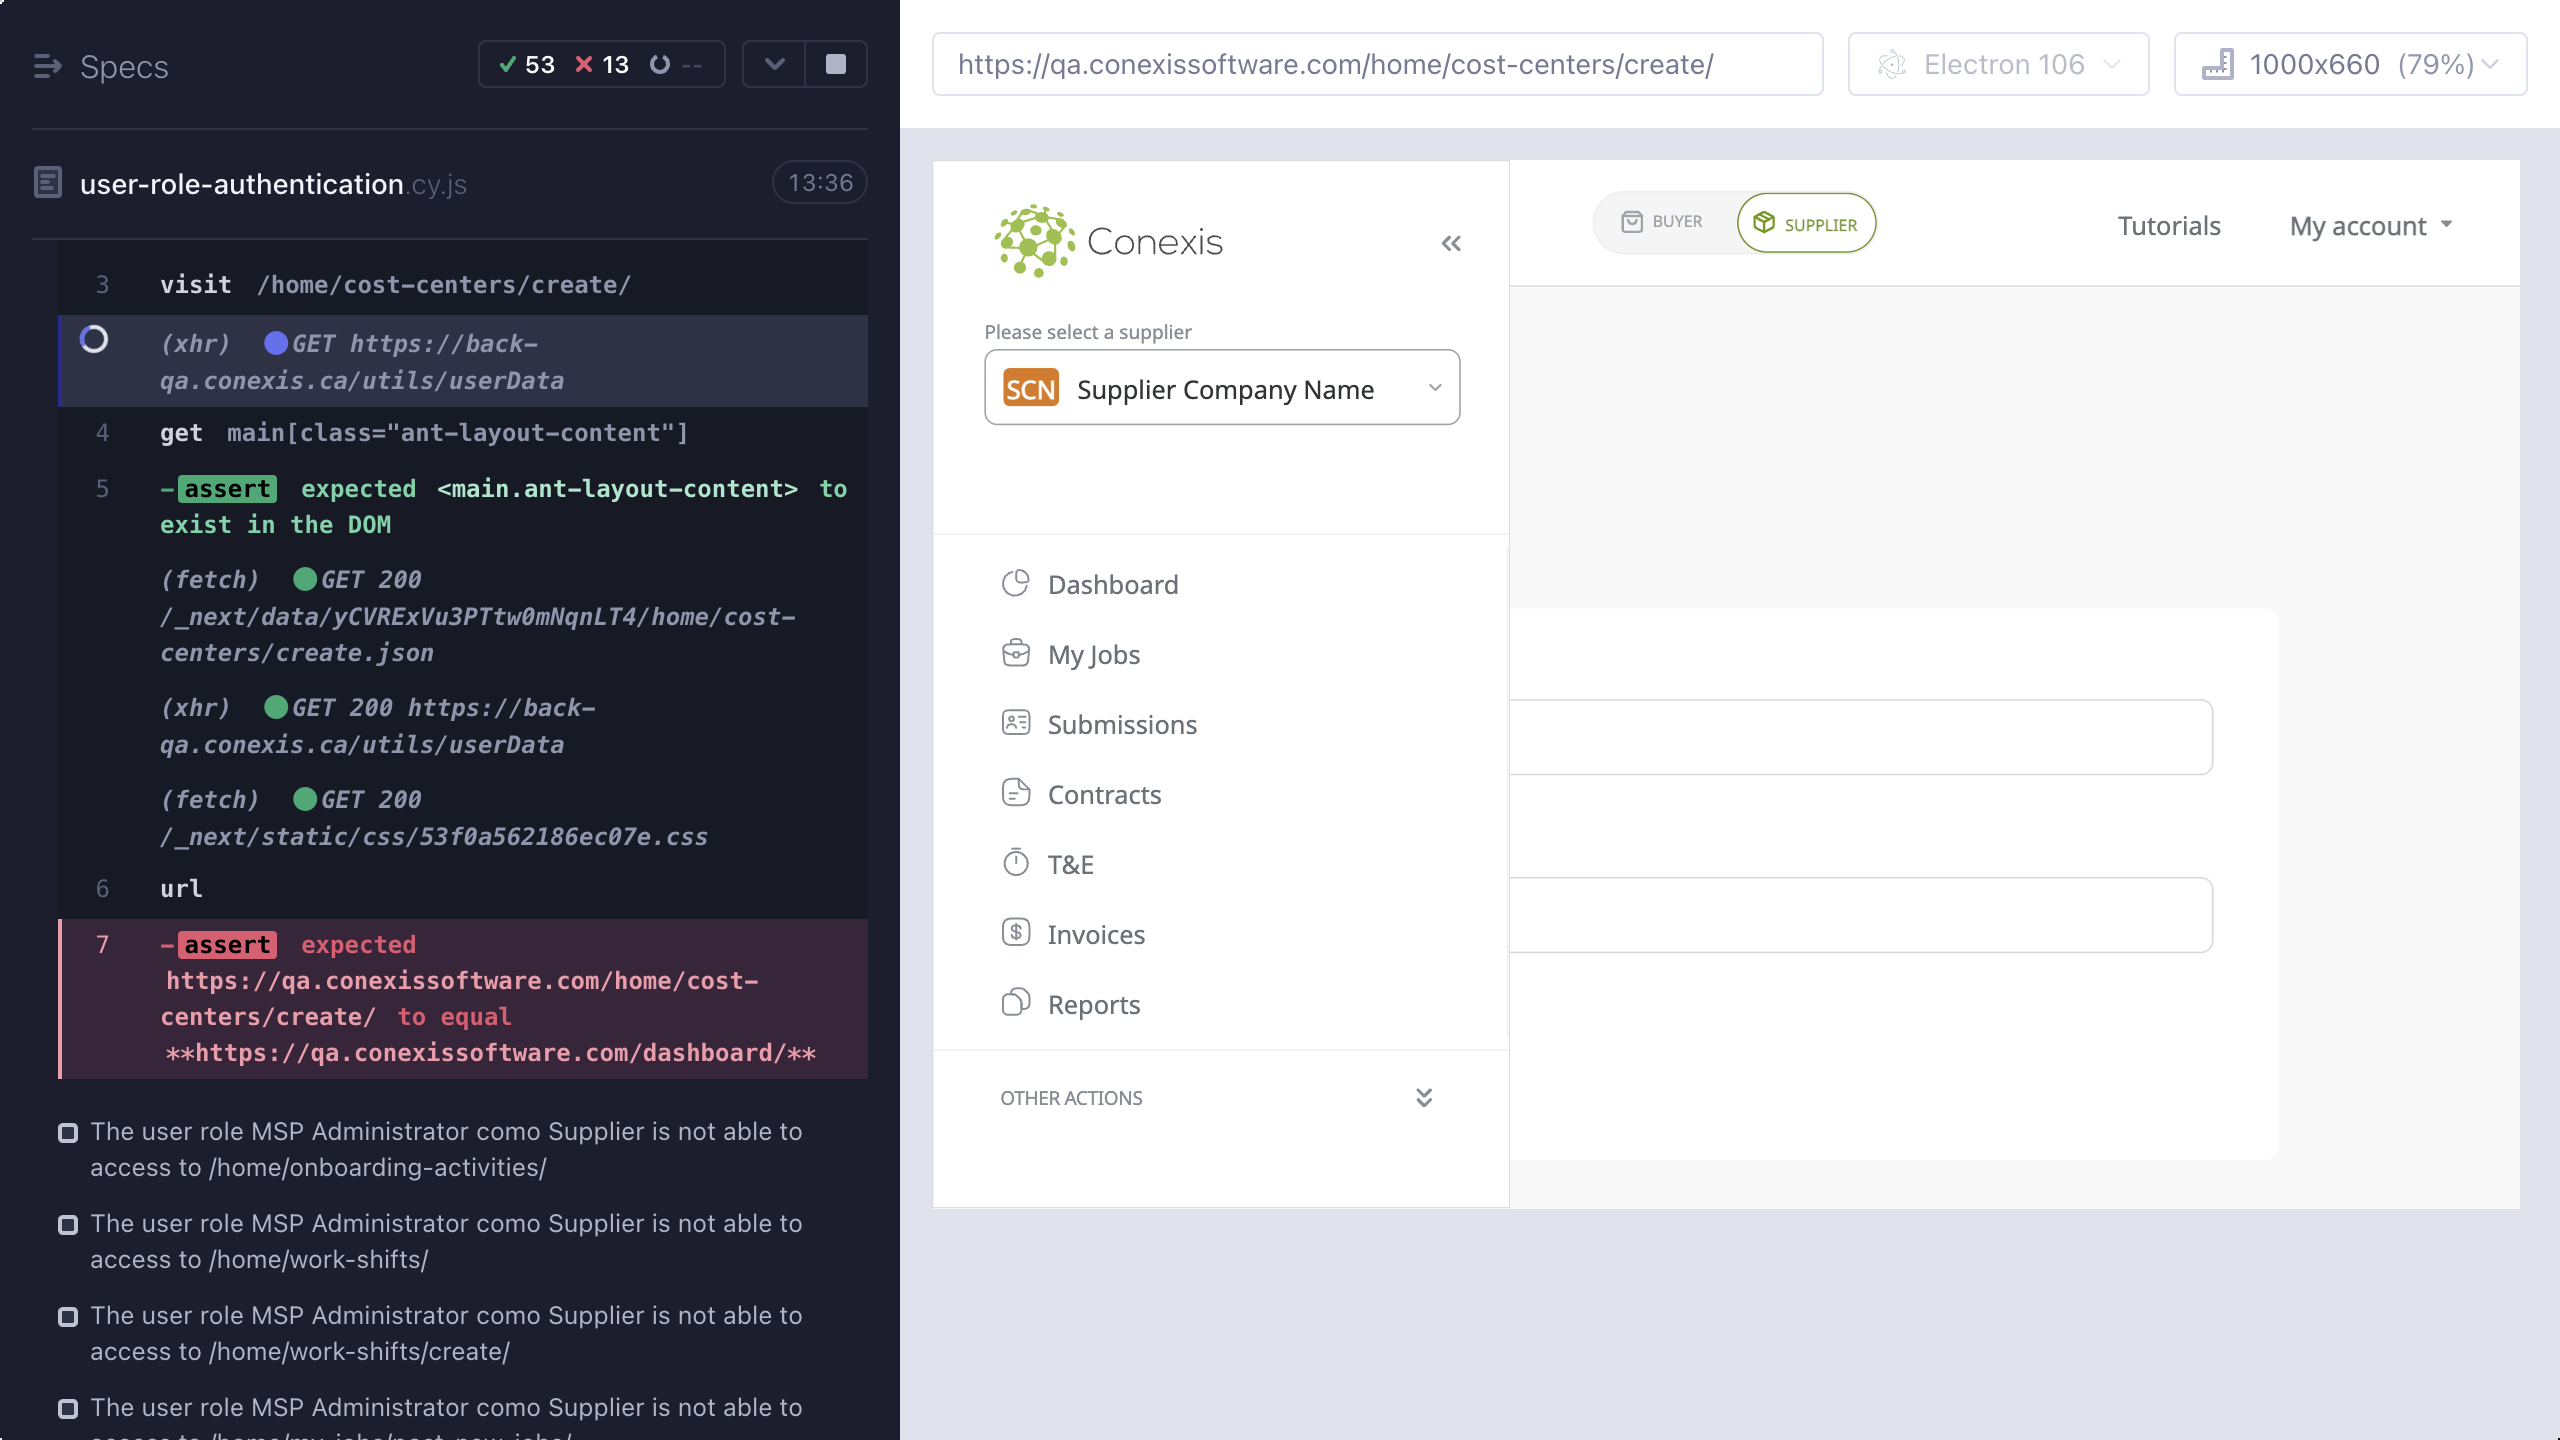 Specs
53 13 --
user-role-authentication.cy.js 13:36
3 visit /home/cost-centers/create/
(xhr) GET https://back-
qa.conexis.ca/utils/userData
4 get main[class="ant-layout-content"]
5 -assert expected <main.ant-layout-content> to
exist in the DOM
(fetch) GET 200
/_next/data/yCVRExVu3PTtw0mNqnLT4/home/cost-
centers/create.json
(xhr) GET 200 https://back-
qa.conexis.ca/utils/userData
(fetch) GET 200
/_next/static/css/53f0a562186ec07e.css
6 url
7 -assert expected
https://qa.conexissoftware.com/home/cost-
centers/create/ to equal
**https://qa.conexissoftware.com/dashboard/**
The user role MSP Administrator como Supplier is not able to
access to /home/onboarding-activities/
The user role MSP Administrator como Supplier is not able to
access to /home/work-shifts/
The user role MSP Administrator como Supplier is not able to
access to /home/work-shifts/create/
The user role MSP Administrator como Supplier is not able to
https://qa.conexissoftware.com/home/cost-centers/create/
Electron 106
1000x660 (79%)
Conexis
BUYER
SUPPLIER
Tutorials
My account
Please select a supplier
SCN Supplier Company Name
Dashboard
My Jobs
Submissions
Contracts
T&E
Invoices
Reports
OTHER ACTIONS